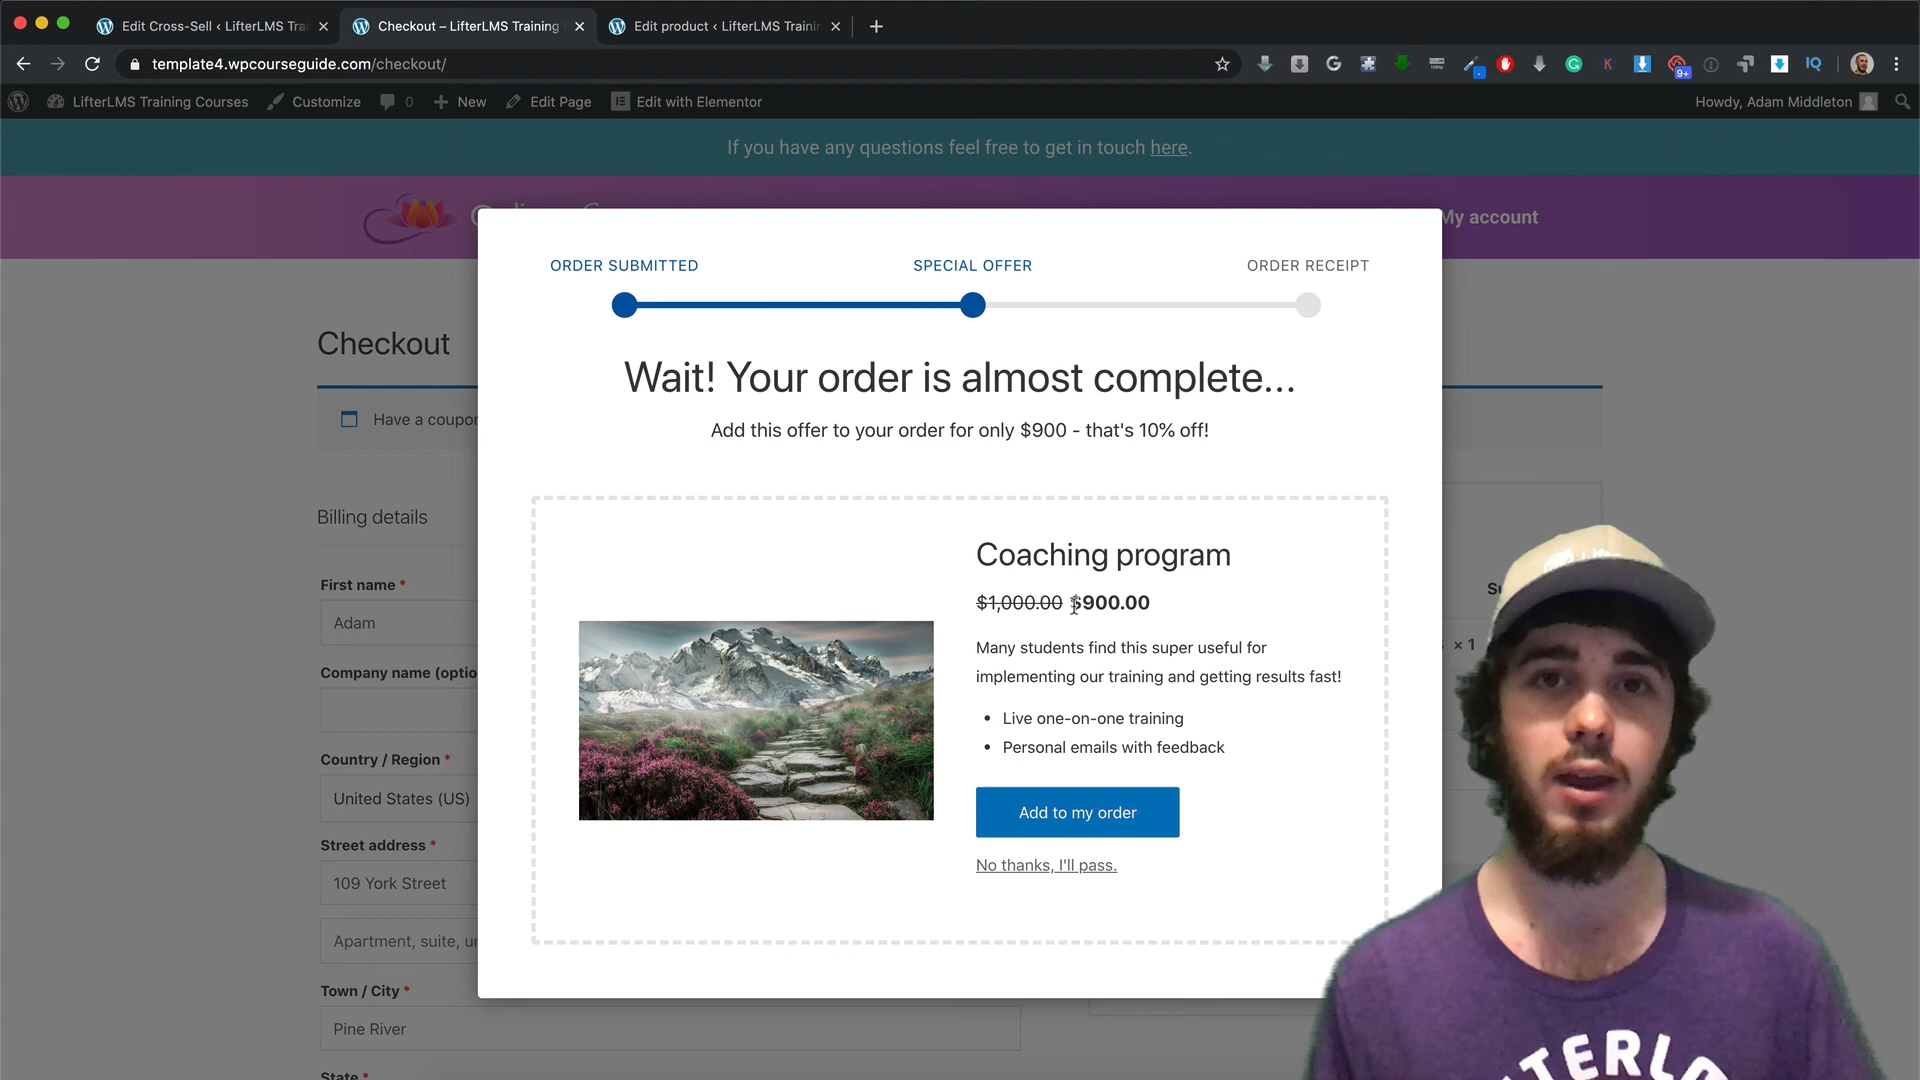 Edit Cross-Sell ‹ LifterLMS Trai
Checkout – LifterLMS Training
Edit product ‹ LifterLMS Trainin
template4.wpcourseguide.com/checkout/
9+
IQ
LifterLMS Training Courses
Customize
0
New
Edit Page
Edit with Elementor
Howdy, Adam Middleton
If you have any questions feel free to get in touch here.
My account
ORDER SUBMITTED
SPECIAL OFFER
ORDER RECEIPT
Checkout
Wait! Your order is almost complete...
Have a coupon
Add this offer to your order for only $900 - that's 10% off!
Billing details
Coaching program
First name *
$1,000.00 $900.00
Adam
Many students find this super useful for
implementing our training and getting results fast!
× 1
Company name (optio
Live one-on-one training
Personal emails with feedback
Country / Region *
United States (US)
Add to my order
Street address *
No thanks, I'll pass.
109 York Street
Apartment, suite, un
Town / City *
Pine River
State *